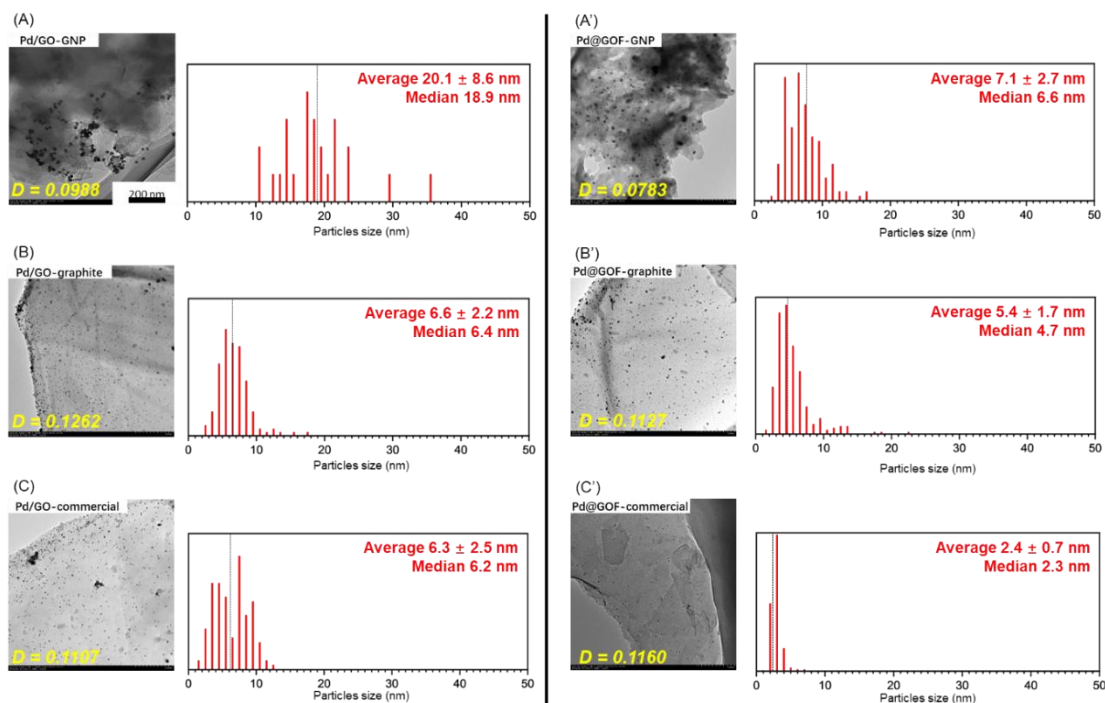 (A)
Pd/GO-GNP
D = 0.0988
200 nm
Average 20.1 ± 8.6 nm
Median 18.9 nm
0 10 20 30 40 50
Particles size (nm)
(A')
Pd@GOF-GNP
D = 0.0783
Average 7.1 ± 2.7 nm
Median 6.6 nm
0 10 20 30 40 50
Particles size (nm)
(B)
Pd/GO-graphite
D = 0.1262
Average 6.6 ± 2.2 nm
Median 6.4 nm
0 10 20 30 40 50
Particles size (nm)
(B')
Pd@GOF-graphite
D = 0.1127
Average 5.4 ± 1.7 nm
Median 4.7 nm
0 10 20 30 40 50
Particles size (nm)
(C)
Pd/GO-commercial
D = 0.1107
Average 6.3 ± 2.5 nm
Median 6.2 nm
0 10 20 30 40 50
Particles size (nm)
(C')
Pd@GOF-commercial
D = 0.1160
Average 2.4 ± 0.7 nm
Median 2.3 nm
0 10 20 30 40 50
Particles size (nm)